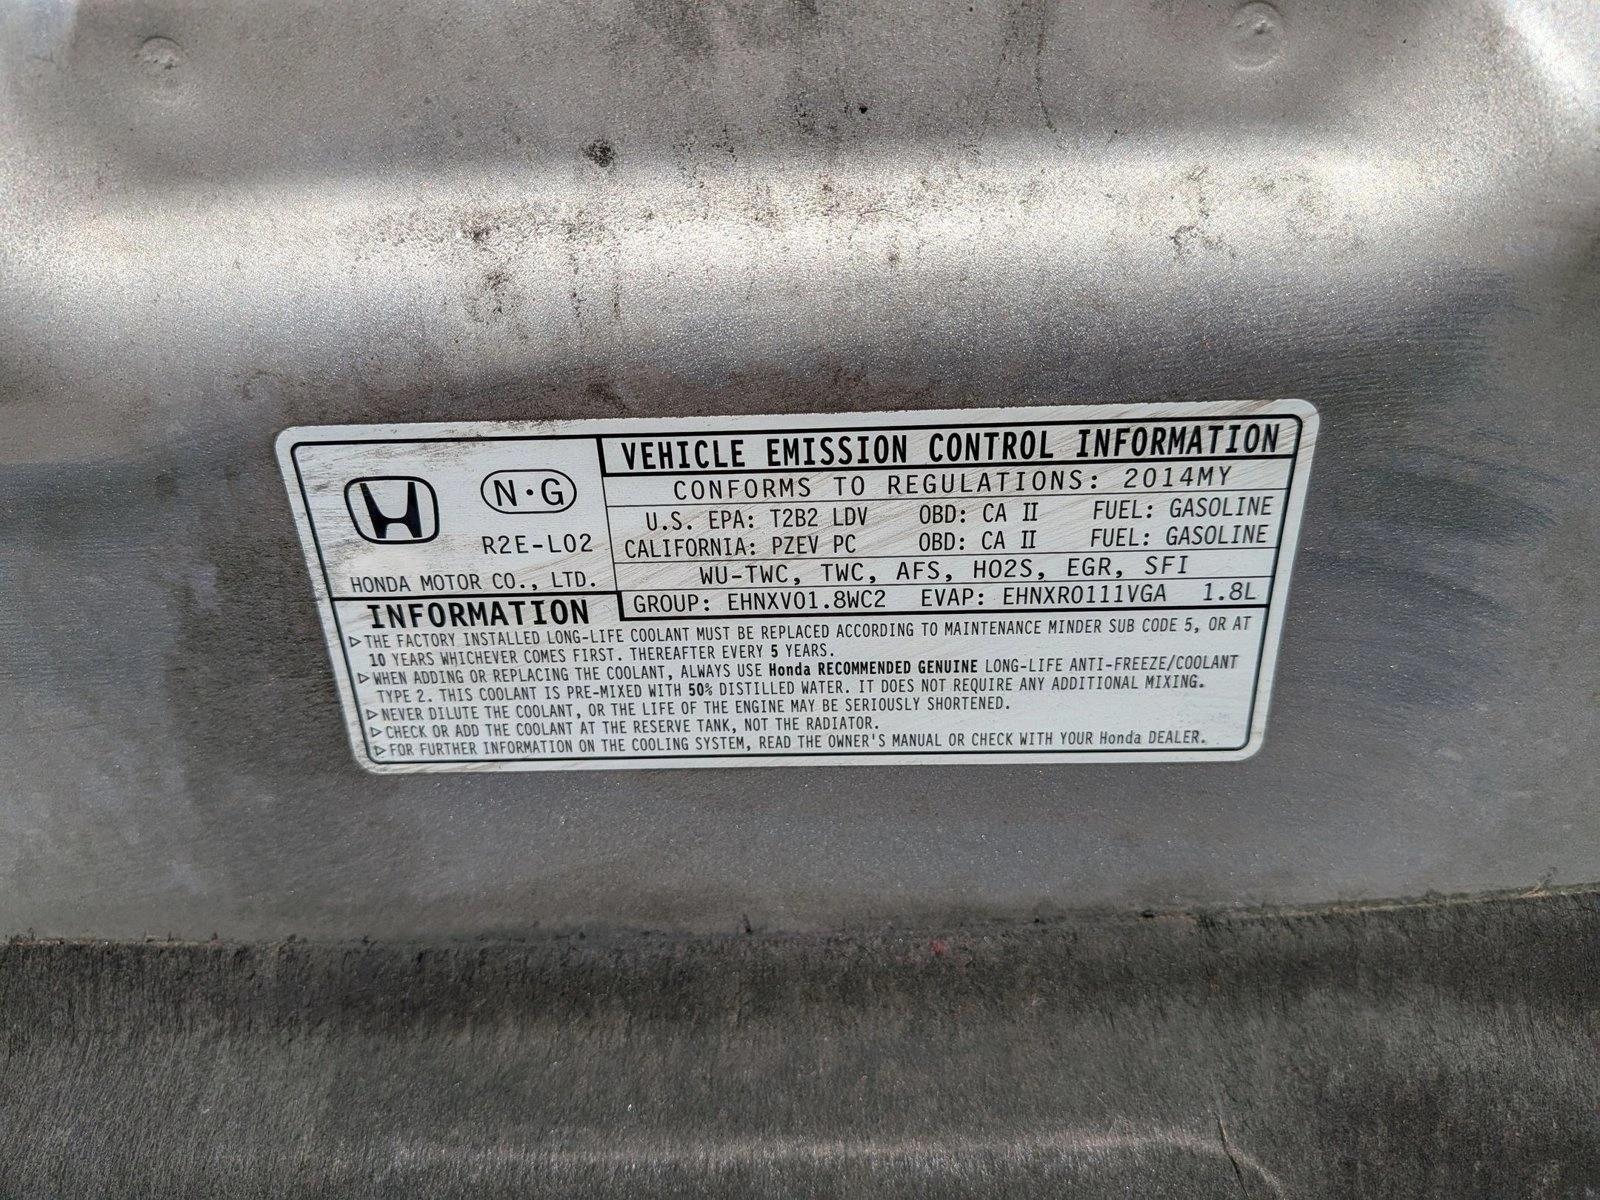 VEHICLE EMISSION CONTROL INFORMATION
N·G
CONFORMS TO REGULATIONS: 2014MY
U.S. EPA: T2B2 LDV OBD: CA II FUEL: GASOLINE
R2E-L02
CALIFORNIA: PZEV PC OBD: CA II FUEL: GASOLINE
HONDA MOTOR CO., LTD.
WU-TWC, TWC, AFS, HO2S, EGR, SFI
GROUP: EHNXV01.8WC2 EVAP: EHNXR0111VGA 1.8L
INFORMATION
▷THE FACTORY INSTALLED LONG-LIFE COOLANT MUST BE REPLACED ACCORDING TO MAINTENANCE MINDER SUB CODE 5, OR AT
10 YEARS WHICHEVER COMES FIRST. THEREAFTER EVERY 5 YEARS.
▷WHEN ADDING OR REPLACING THE COOLANT, ALWAYS USE Honda RECOMMENDED GENUINE LONG-LIFE ANTI-FREEZE/COOLANT
TYPE 2. THIS COOLANT IS PRE-MIXED WITH 50% DISTILLED WATER. IT DOES NOT REQUIRE ANY ADDITIONAL MIXING.
▷NEVER DILUTE THE COOLANT, OR THE LIFE OF THE ENGINE MAY BE SERIOUSLY SHORTENED.
▷CHECK OR ADD THE COOLANT AT THE RESERVE TANK, NOT THE RADIATOR.
▷FOR FURTHER INFORMATION ON THE COOLING SYSTEM, READ THE OWNER'S MANUAL OR CHECK WITH YOUR Honda DEALER.